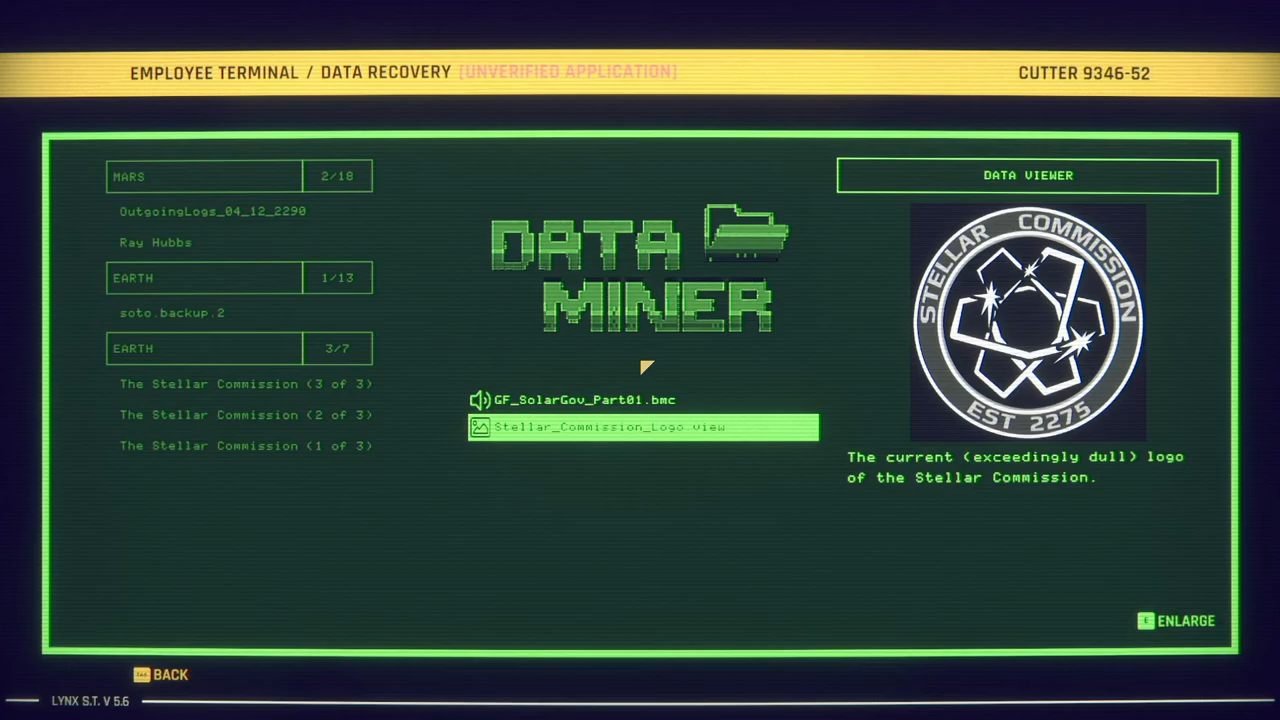 EMPLOYEE TERMINAL / DATA RECOVERY [UNVERIFIED APPLICATION]
CUTTER 9346-52
MARS 2/18
OutgoingLogs_04_12_2290
Ray Hubbs
EARTH 1/13
soto.backup.2
EARTH 3/7
The Stellar Commission (3 of 3)
The Stellar Commission (2 of 3)
The Stellar Commission (1 of 3)
DATA
MINER
GF_SolarGov_Part01.bmc
Stellar_Commission_Logo.view
DATA VIEWER
STELLAR COMMISSION
EST 2275
The current (exceedingly dull) logo
of the Stellar Commission.
ENLARGE
BACK
LYNX S.T. V 5.6